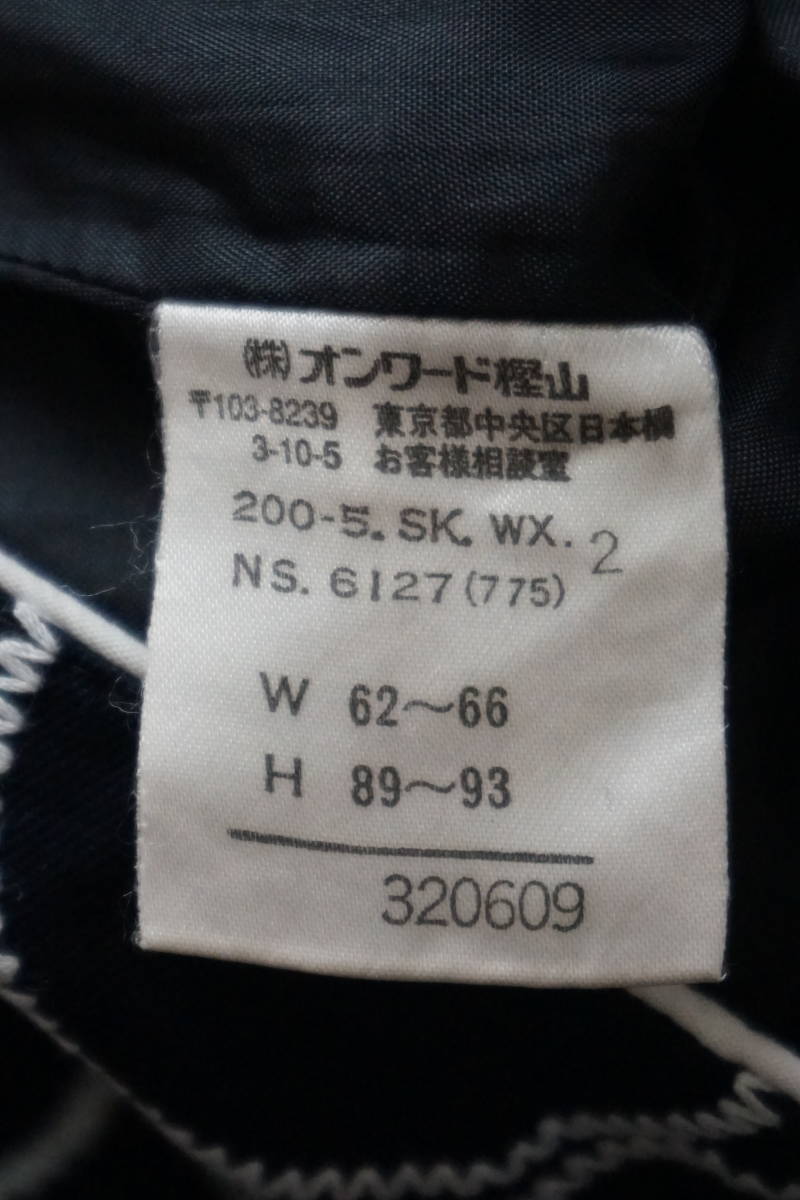 ㈱オンワード樫山
〒103-8239 東京都中央区日本橋
3-10-5 お客様相談室
200-5. SK. WX. 2
NS. 6127 (775)
W 62〜66
H 89〜93
320609